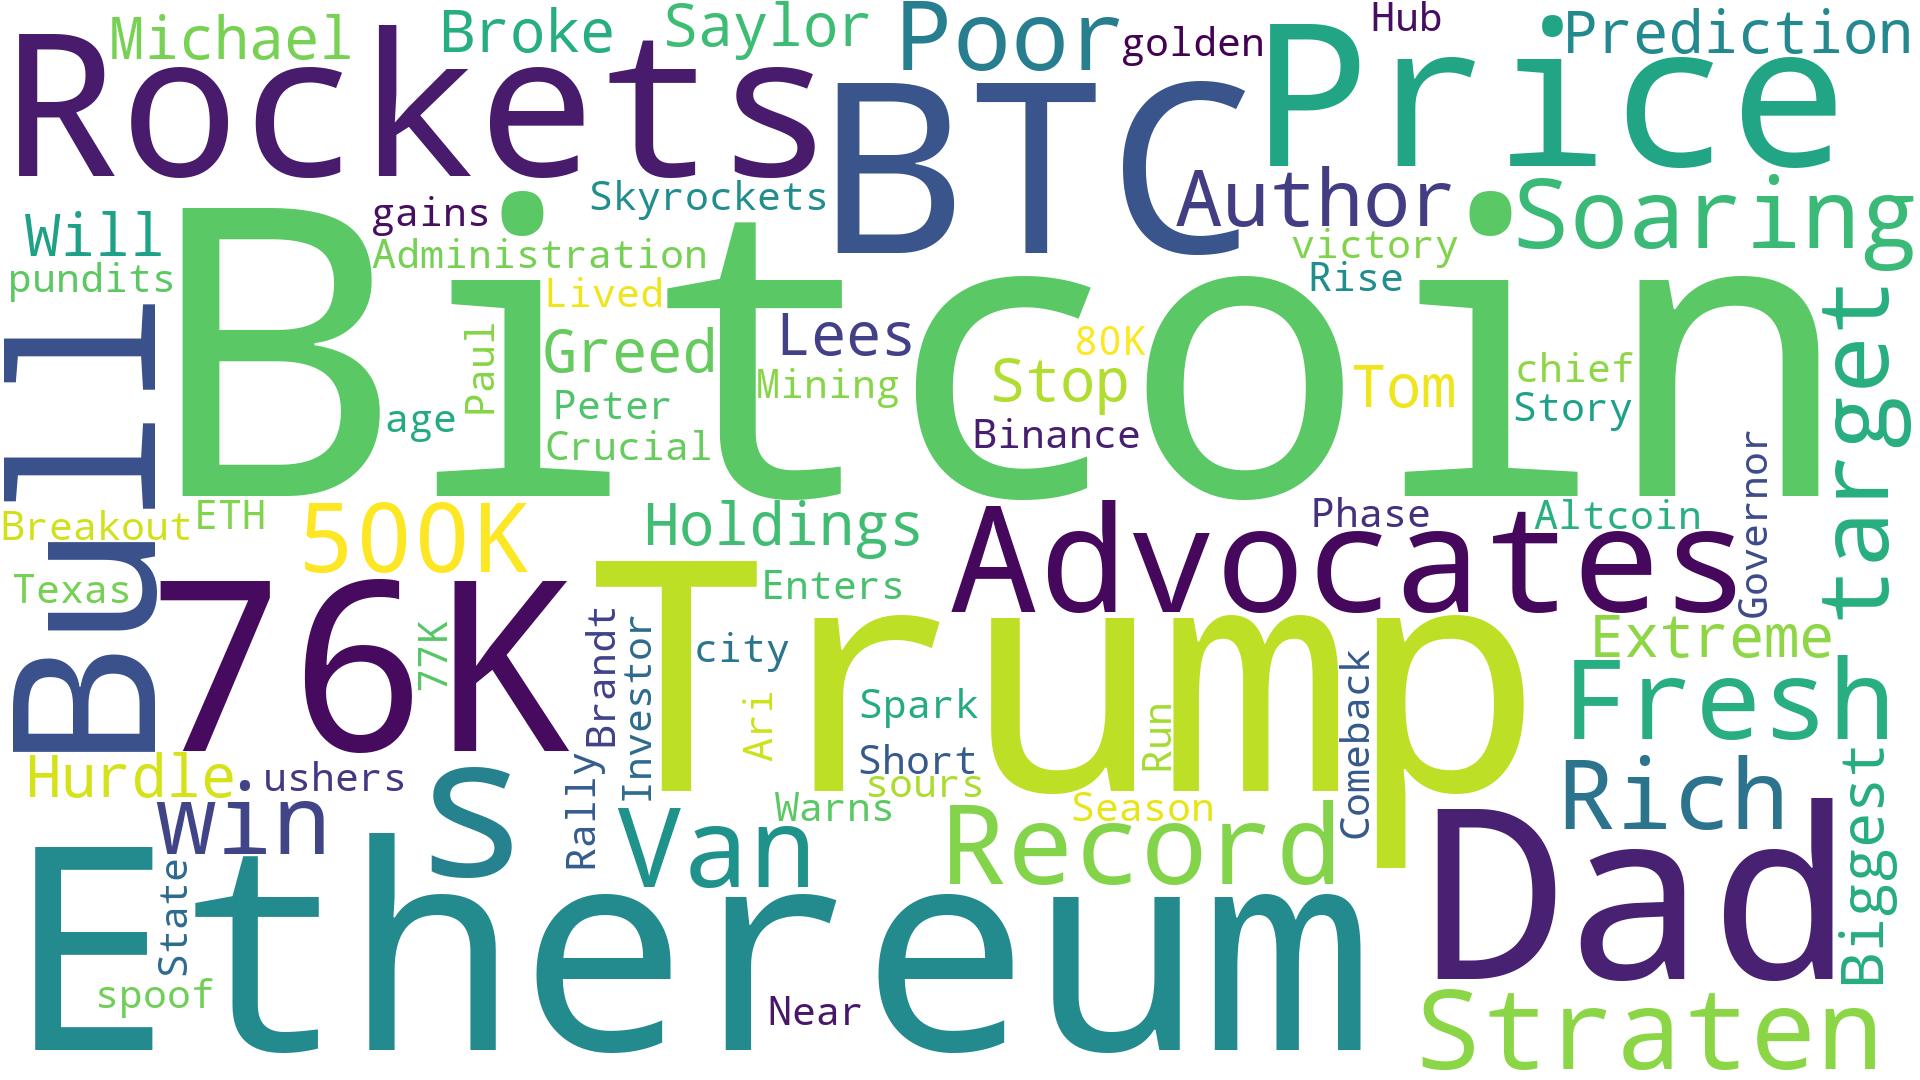 Michael
Broke
Saylor
Poor
golden
Hub
Prediction
Rockets
BTC
Price
Author
Soaring
Skyrockets
gains
Will
Administration
victory
pundits
Lived
Rise
Bitcoin
Bull
Paul
Greed
Lees
80K
Stop
Tom
chief
target
Mining
Peter
age
Story
Crucial
Binance
Breakout
ETH
500K
Holdings
Advocates
Phase
Altcoin
Governor
Texas
76K
77K
Enters
Trump
Extreme
Brandt
Investor
city
Ari
Spark
Run
Comeback
Fresh
Hurdle
ushers
Short
sours
Rich
Biggest
win
s
Rally
Van
Warns
Season
Record
Dad
State
Ethereum
spoof
Near
Straten